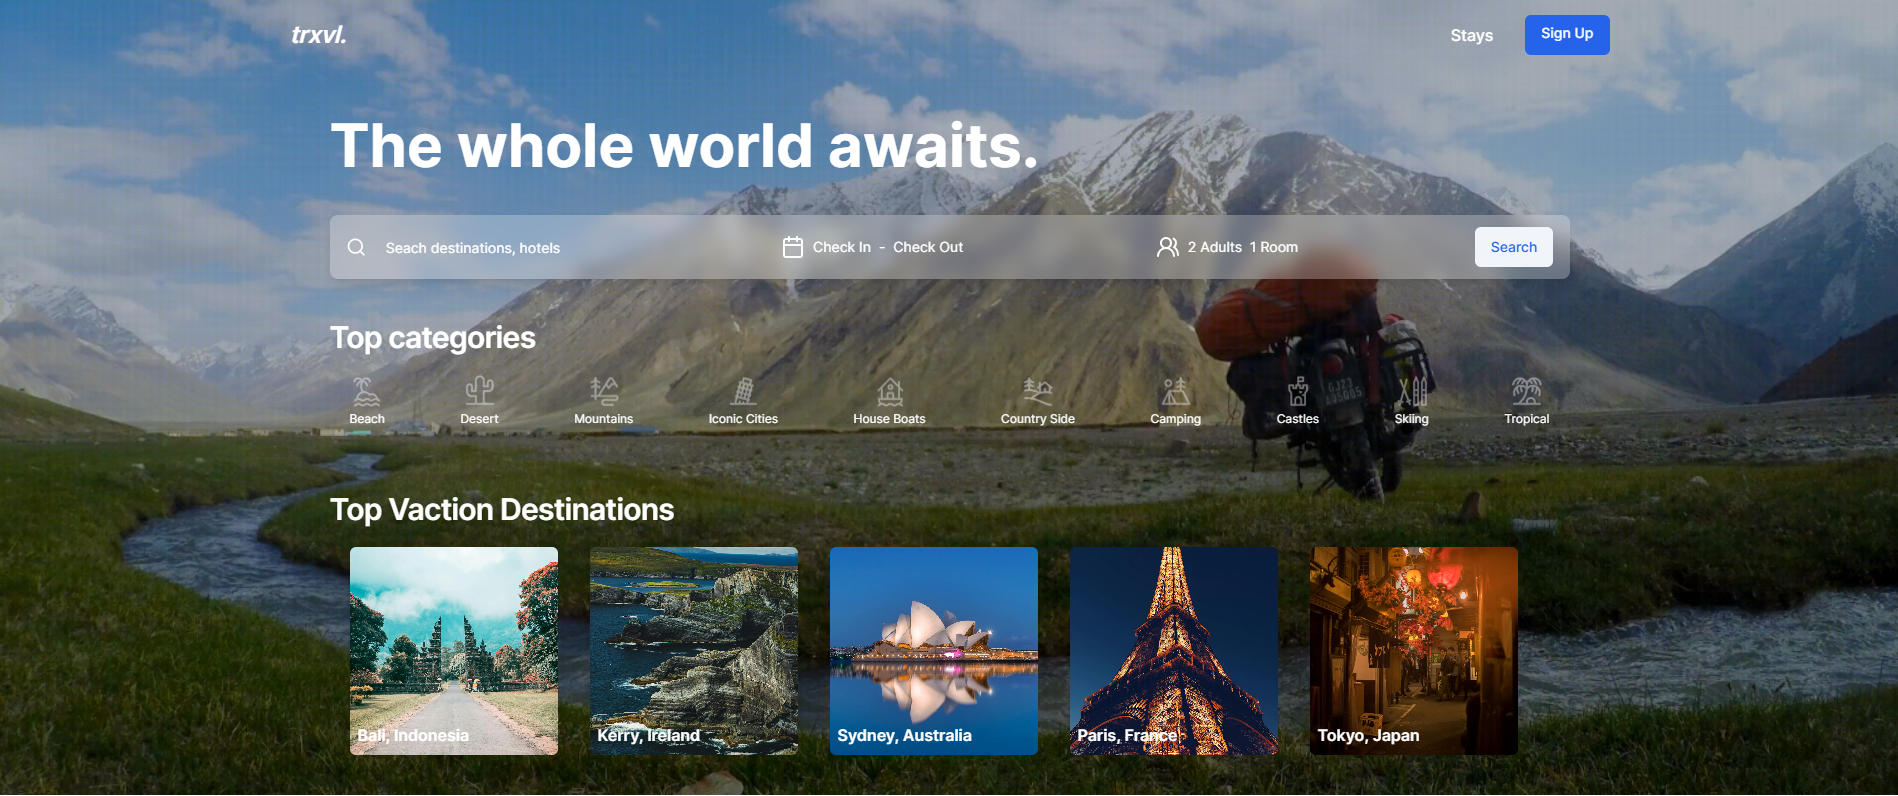 trxvl.
Stays
Sign Up
The whole world awaits.
Seach destinations, hotels
Check In - Check Out
2 Adults 1 Room
Search
Top categories
Beach
Desert
Mountains
Iconic Cities
House Boats
Country Side
Camping
Castles
Skiing
Tropical
Top Vaction Destinations
Bali, Indonesia
Kerry, Ireland
Sydney, Australia
Paris, France
Tokyo, Japan